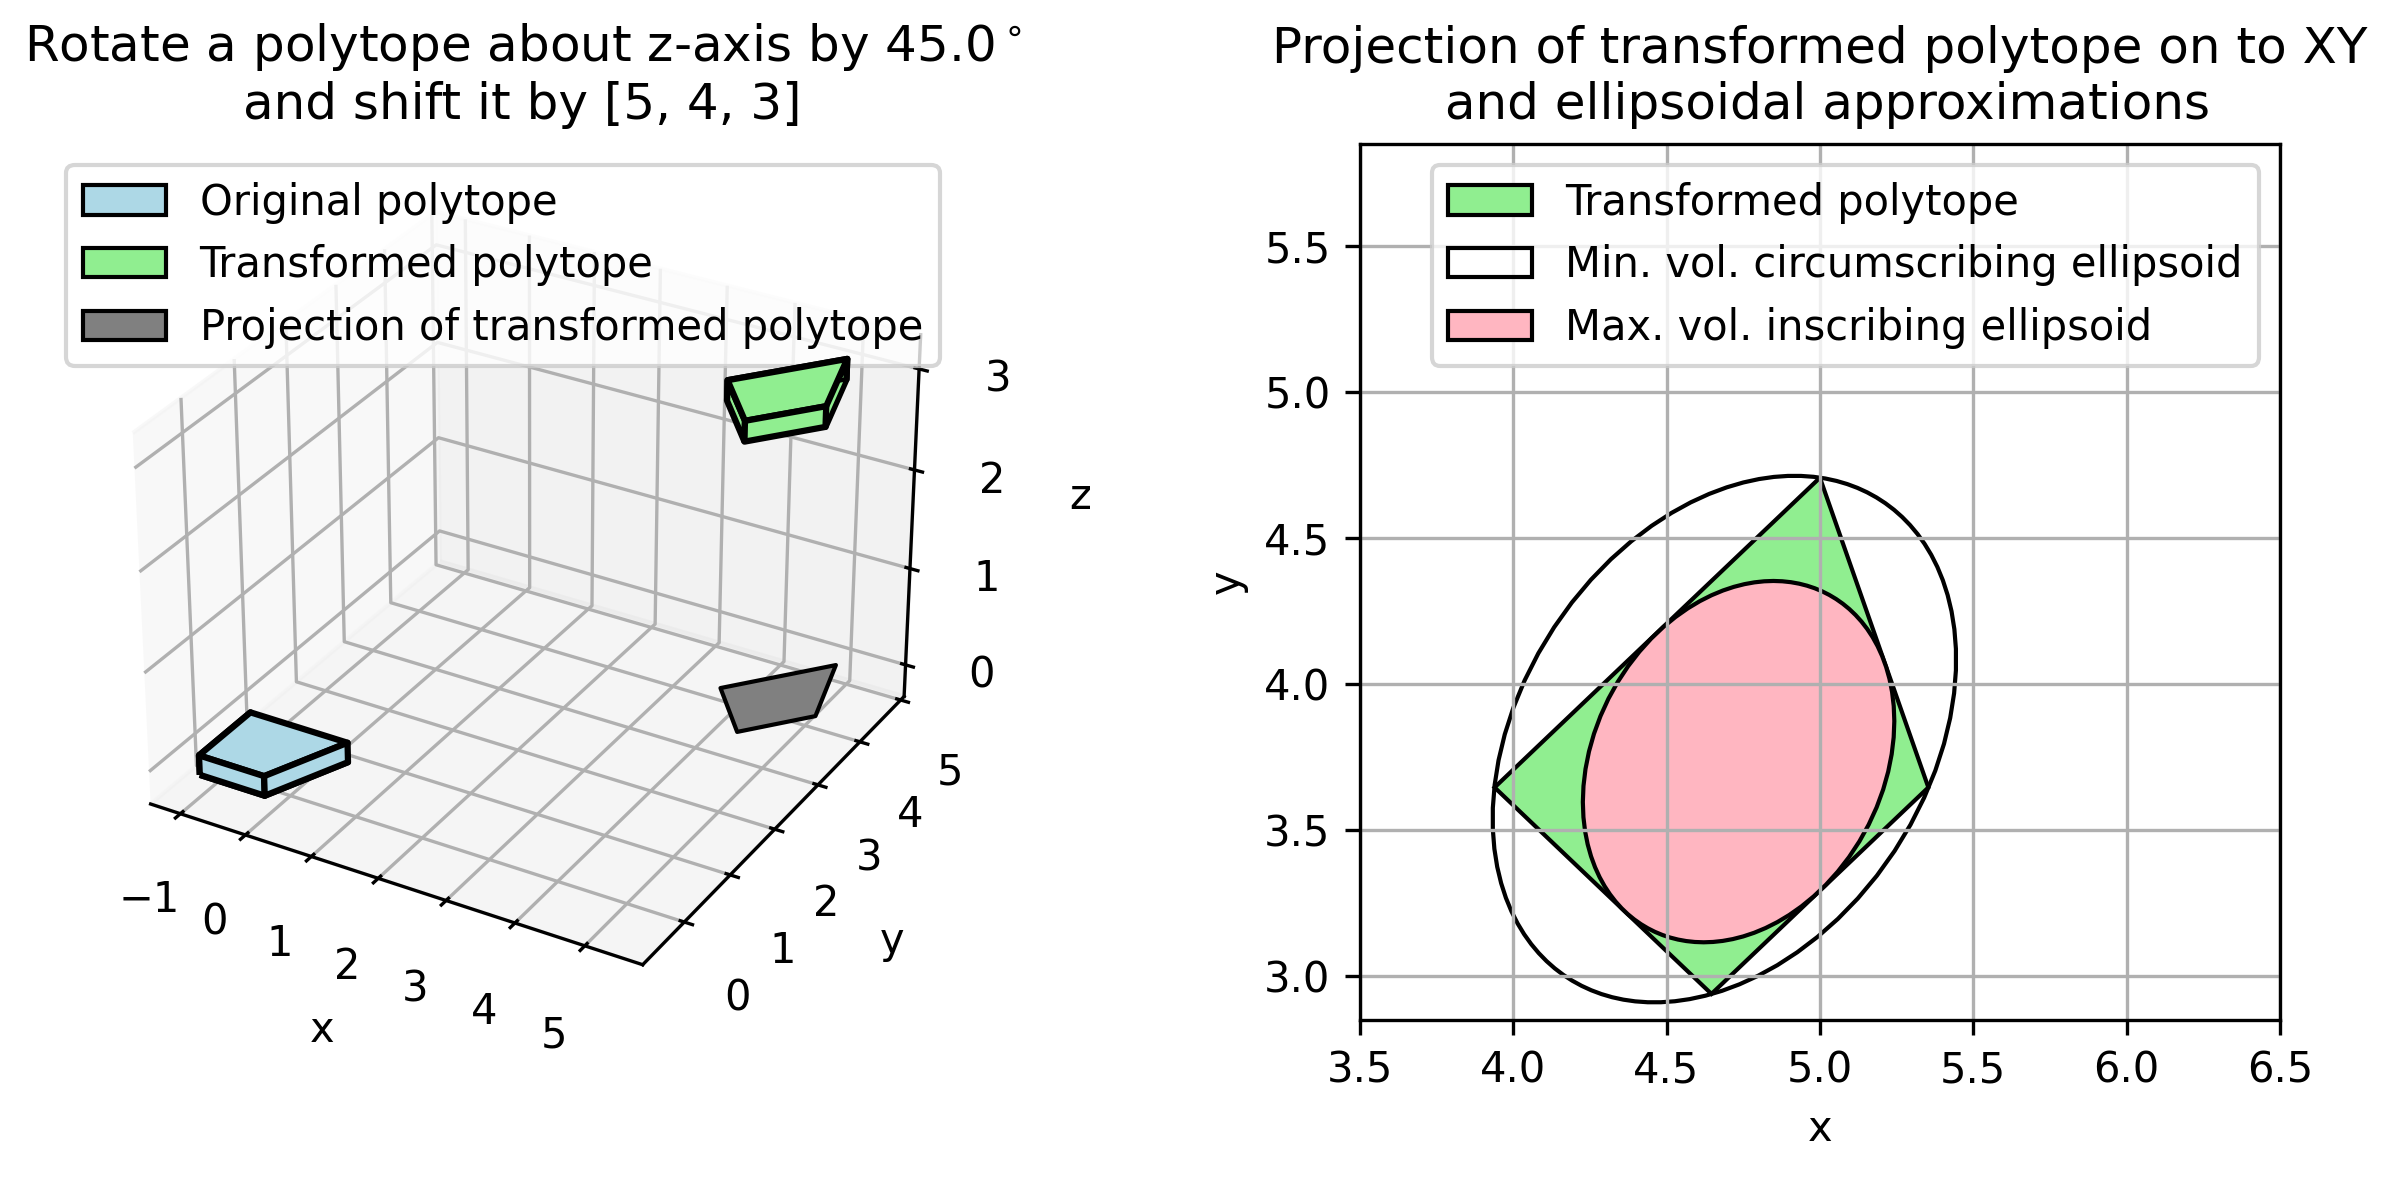 Rotate a polytope about z-axis by 45.0°
and shift it by [5, 4, 3]
Original polytope
Transformed polytope
Projection of transformed polytope
3
2
z
1
0
5
4
3
2
y
1
0
−1
0
1
2
3
4
5
x
Projection of transformed polytope on to XY
and ellipsoidal approximations
Transformed polytope
Min. vol. circumscribing ellipsoid
Max. vol. inscribing ellipsoid
5.5
5.0
4.5
y
4.0
3.5
3.0
3.5 4.0 4.5 5.0 5.5 6.0 6.5
x